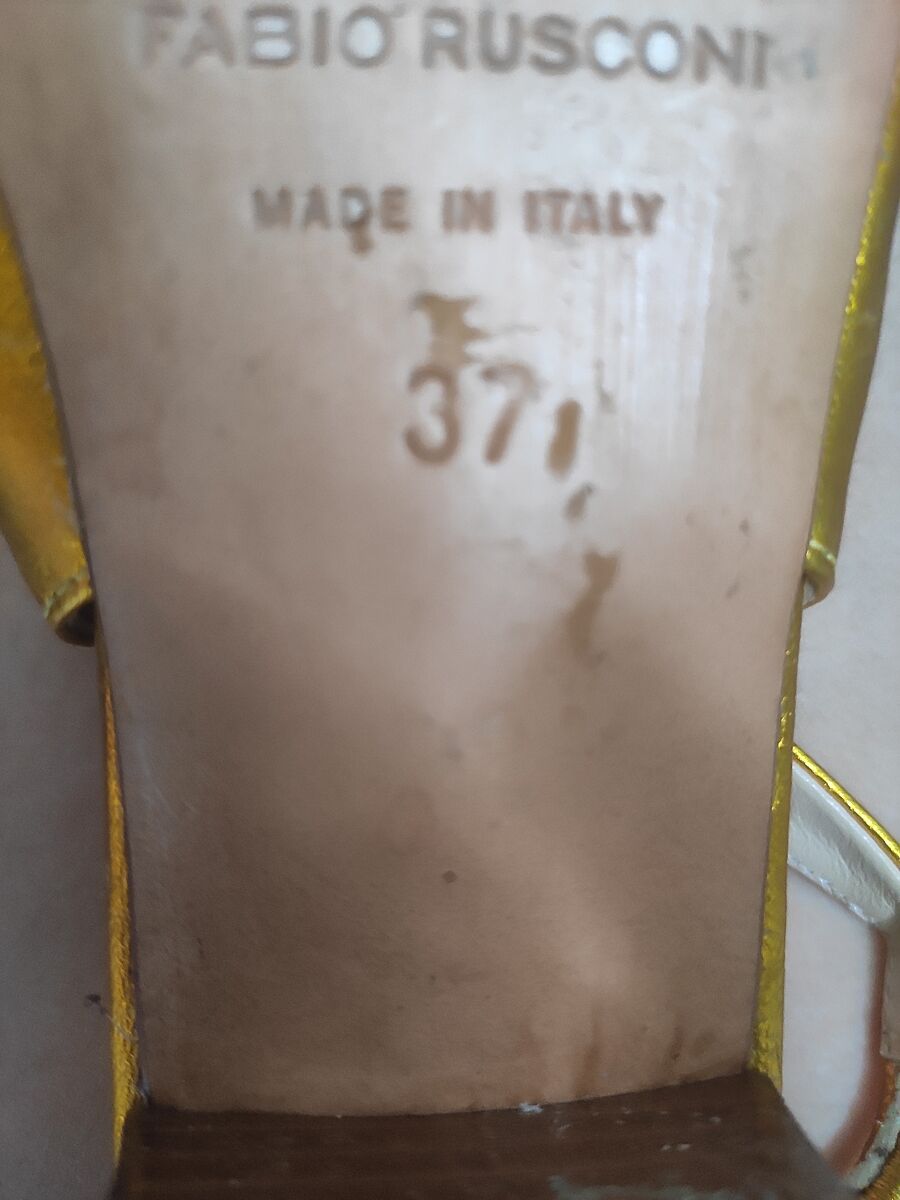 FABIO RUSCONI
MADE IN ITALY
37